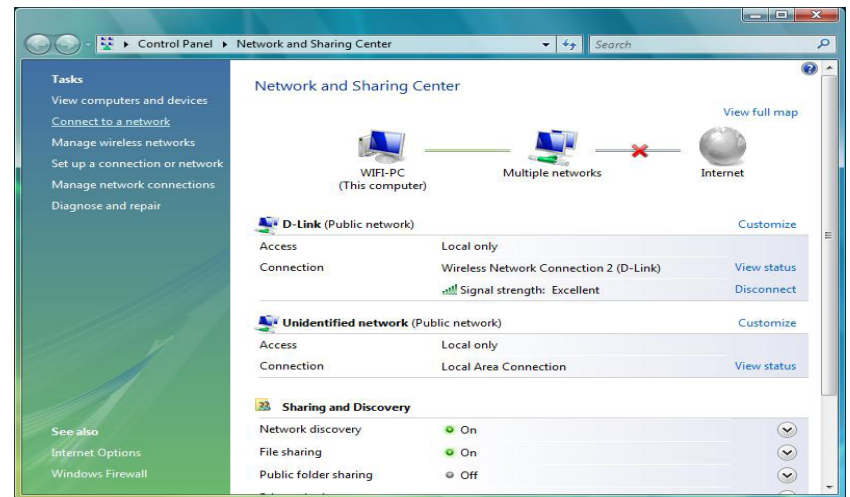 Control Panel Network and Sharing Center Search
Tasks
View computers and devices
Connect to a network
Manage wireless networks
Set up a connection or network
Manage network connections
Diagnose and repair
See also
Internet Options
Windows Firewall
Network and Sharing Center
View full map
WIFI-PC
(This computer)
Multiple networks
Internet
D-Link (Public network) Customize
Access Local only
Connection Wireless Network Connection 2 (D-Link) View status
Signal strength: Excellent Disconnect
Unidentified network (Public network) Customize
Access Local only
Connection Local Area Connection View status
Sharing and Discovery
Network discovery On
File sharing On
Public folder sharing Off